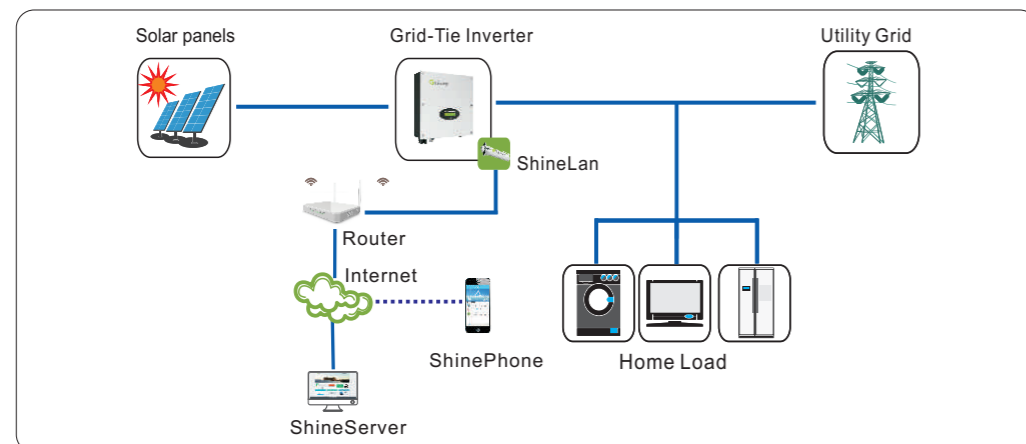 Solar panels
Grid-Tie Inverter
Utility Grid
ShineLan
Router
Internet
ShinePhone
Home Load
ShineServer